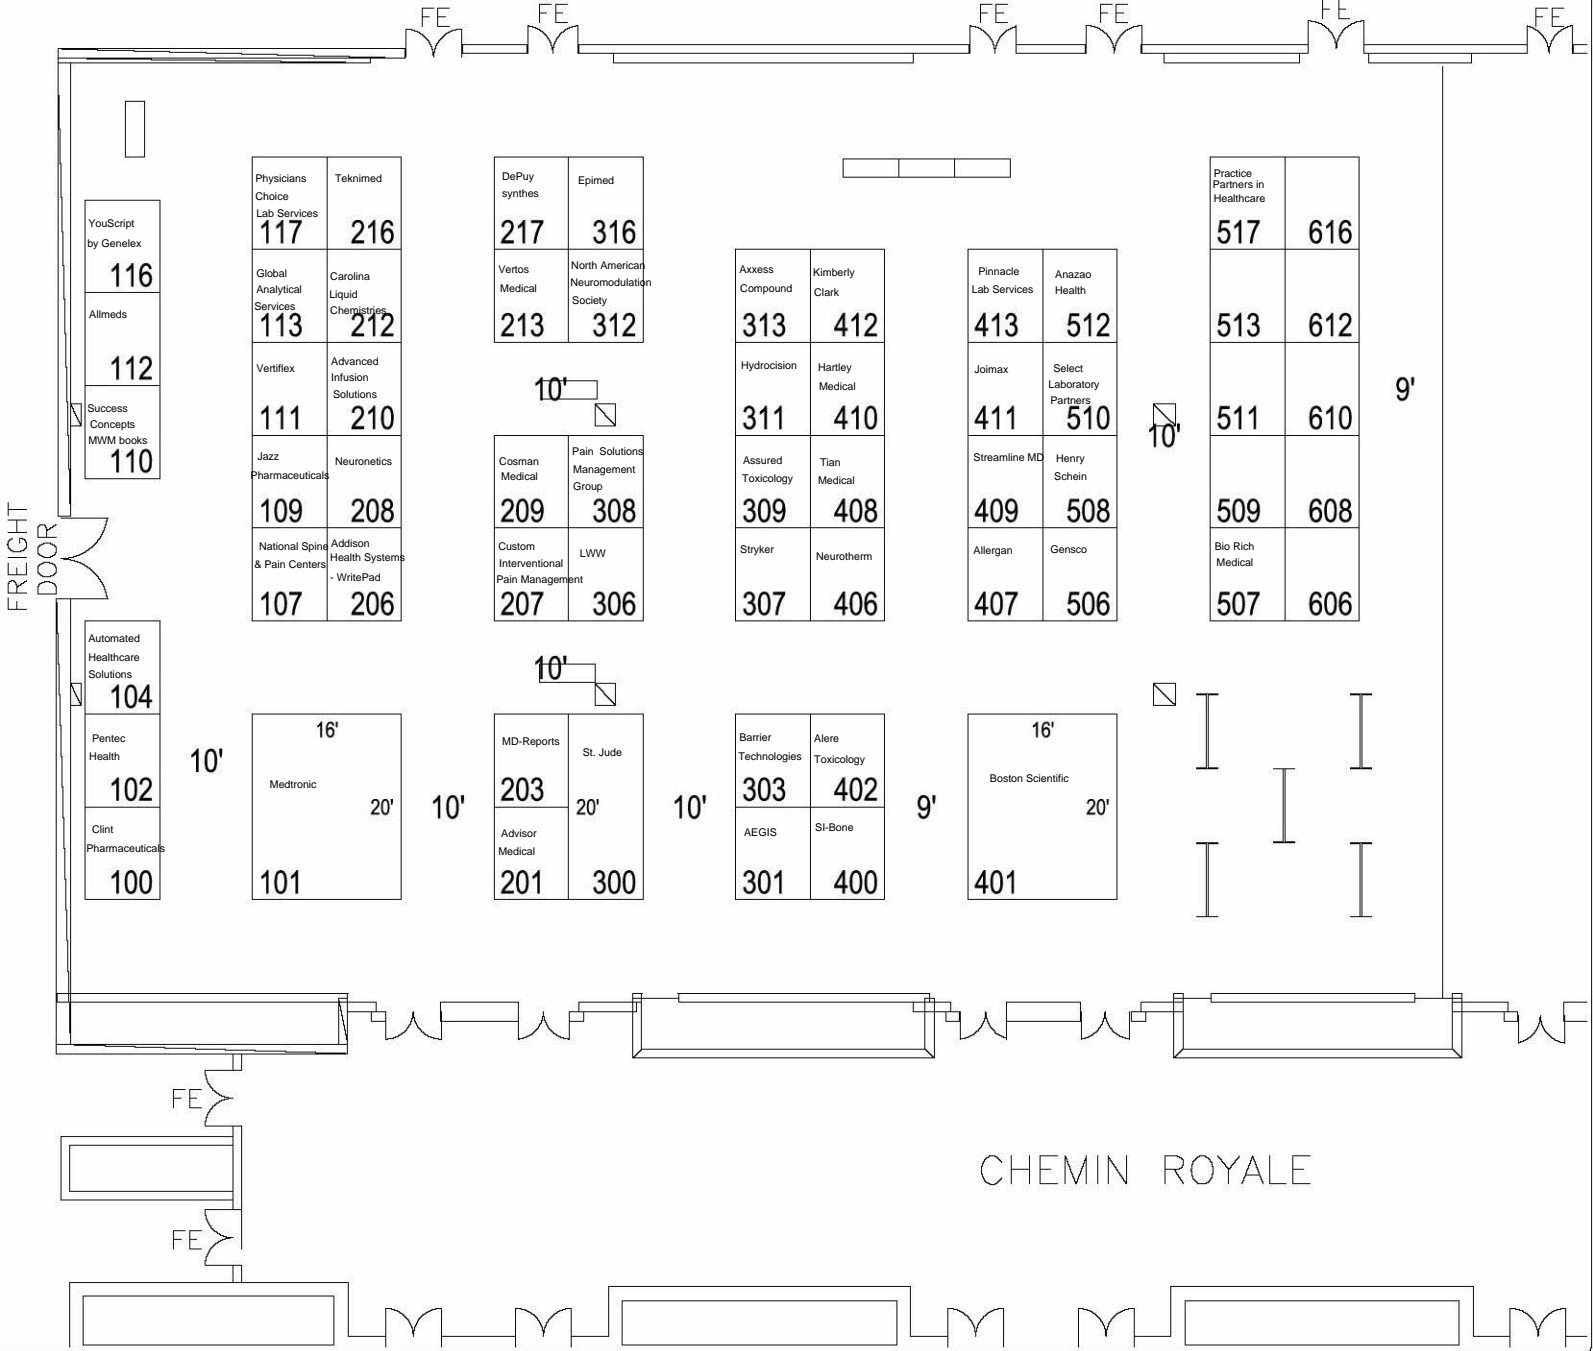 FE
FE
FE
FE
FE
FE
YouScript
by Genelex
116
Allmeds
112
Success
Concepts
MWM books
110
FREIGHT
DOOR
Automated
Healthcare
Solutions
104
Pentec
Health
102
Clint
Pharmaceuticals
100
10'
Physicians
Choice
Lab Services
117
Teknimed
216
Global
Analytical
Services
113
Carolina
Liquid
Chemistries
212
Vertiflex
111
Advanced
Infusion
Solutions
210
Jazz
Pharmaceuticals
109
Neuronetics
208
National Spine
& Pain Centers
107
Addison
Health Systems
- WritePad
206
16'
Medtronic
20'
101
10'
DePuy
synthes
217
Epimed
316
Vertos
Medical
213
North American
Neuromodulation
Society
312
10'
Cosman
Medical
209
Pain Solutions
Management
Group
308
Custom
Interventional
Pain Management
207
LWW
306
10'
MD-Reports
203
St. Jude
20'
300
Advisor
Medical
201
10'
Axxess
Compound
313
Kimberly
Clark
412
Hydrocision
311
Hartley
Medical
410
Assured
Toxicology
309
Tian
Medical
408
Stryker
307
Neurotherm
406
Barrier
Technologies
303
Alere
Toxicology
402
AEGIS
301
SI-Bone
400
9'
Pinnacle
Lab Services
413
Anazao
Health
512
Joimax
411
Select
Laboratory
Partners
510
Streamline MD
409
Henry
Schein
508
Allergan
407
Gensco
506
16'
Boston Scientific
20'
401
10'
Practice
Partners in
Healthcare
517
616
513
612
511
610
509
608
Bio Rich
Medical
507
606
9'
FE
FE
CHEMIN ROYALE